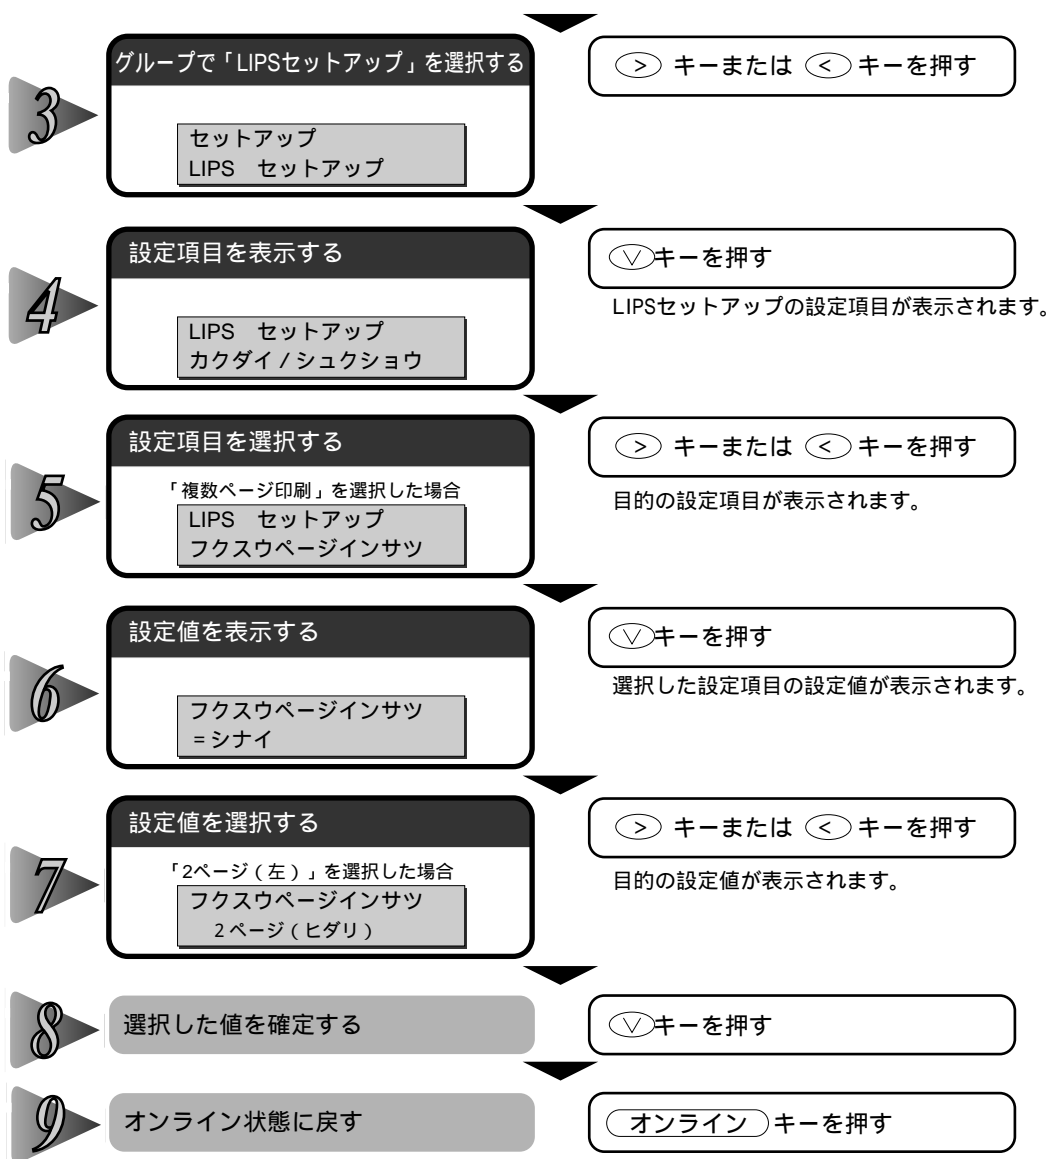 3
グループで「LIPSセットアップ」を選択する
セットアップ
LIPS セットアップ
> キーまたは < キーを押す
4
設定項目を表示する
LIPS セットアップ
カクダイ / シュクショウ
∨キーを押す
LIPSセットアップの設定項目が表示されます。
5
設定項目を選択する
「複数ページ印刷」を選択した場合
LIPS セットアップ
フクスウページインサツ
> キーまたは < キーを押す
目的の設定項目が表示されます。
6
設定値を表示する
フクスウページインサツ
=シナイ
∨キーを押す
選択した設定項目の設定値が表示されます。
7
設定値を選択する
「2ページ（左）」を選択した場合
フクスウページインサツ
2 ページ ( ヒダリ )
> キーまたは < キーを押す
目的の設定値が表示されます。
8
選択した値を確定する
∨キーを押す
9
オンライン状態に戻す
オンライン キーを押す